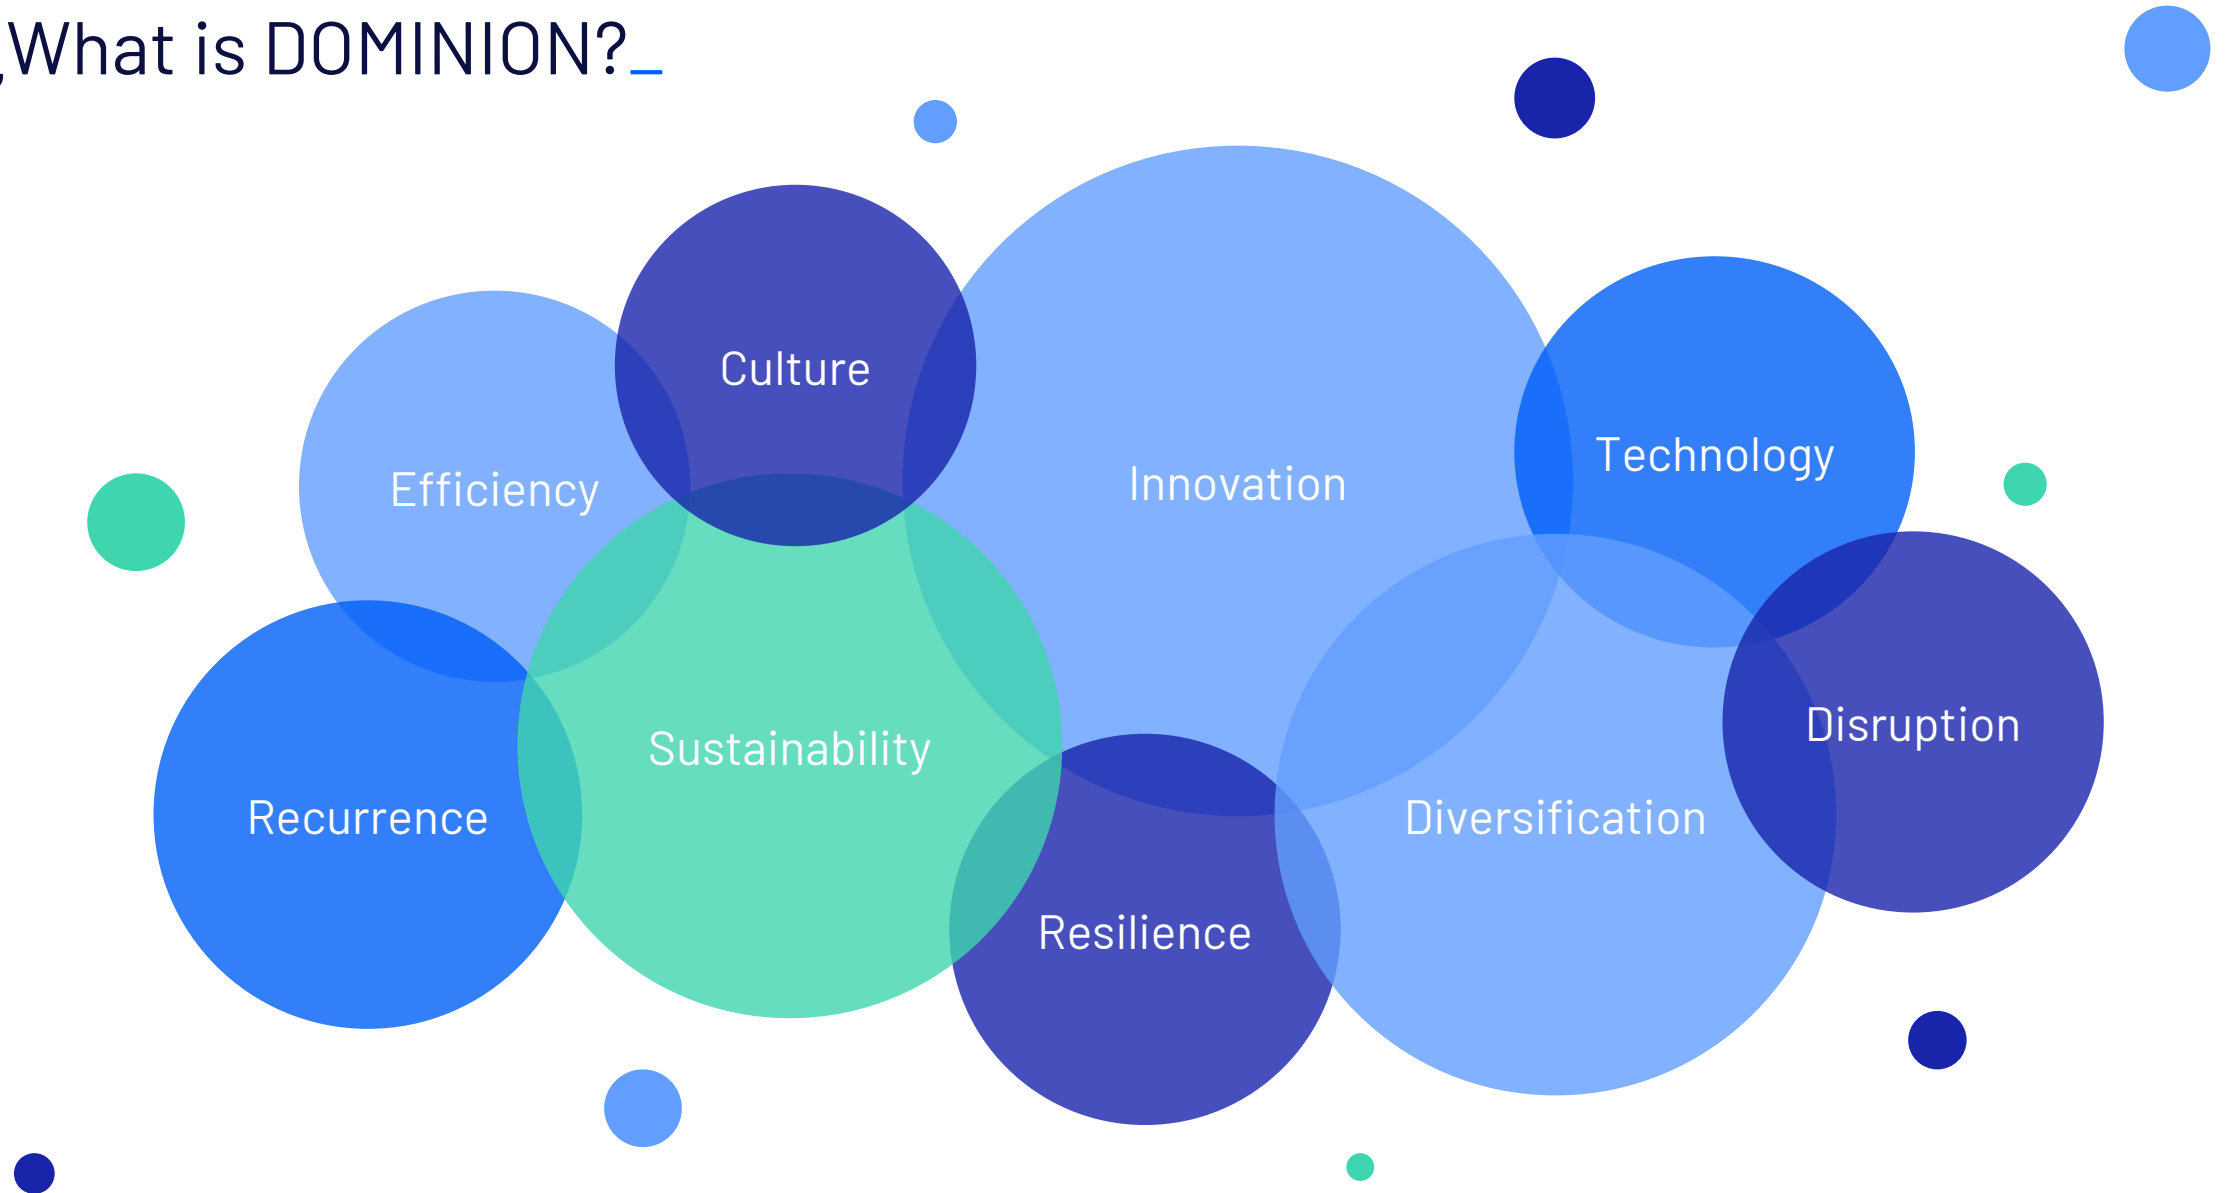 ¿What is DOMINION?_
Culture
Efficiency
Innovation
Technology
Sustainability
Disruption
Recurrence
Diversification
Resilience